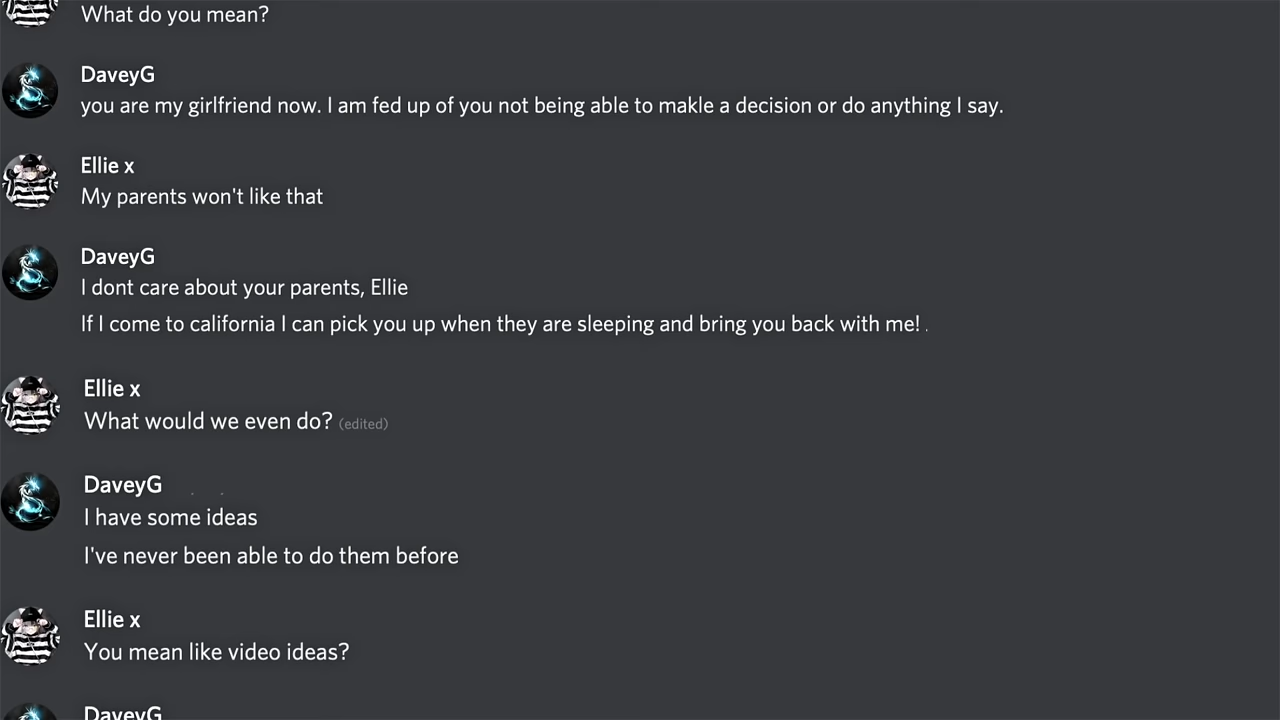 What do you mean?
DaveyG
you are my girlfriend now. I am fed up of you not being able to makle a decision or do anything I say.
Ellie x
My parents won't like that
DaveyG
I dont care about your parents, Ellie
If I come to california I can pick you up when they are sleeping and bring you back with me!
Ellie x
What would we even do? (edited)
DaveyG
I have some ideas
I've never been able to do them before
Ellie x
You mean like video ideas?
DaveyG